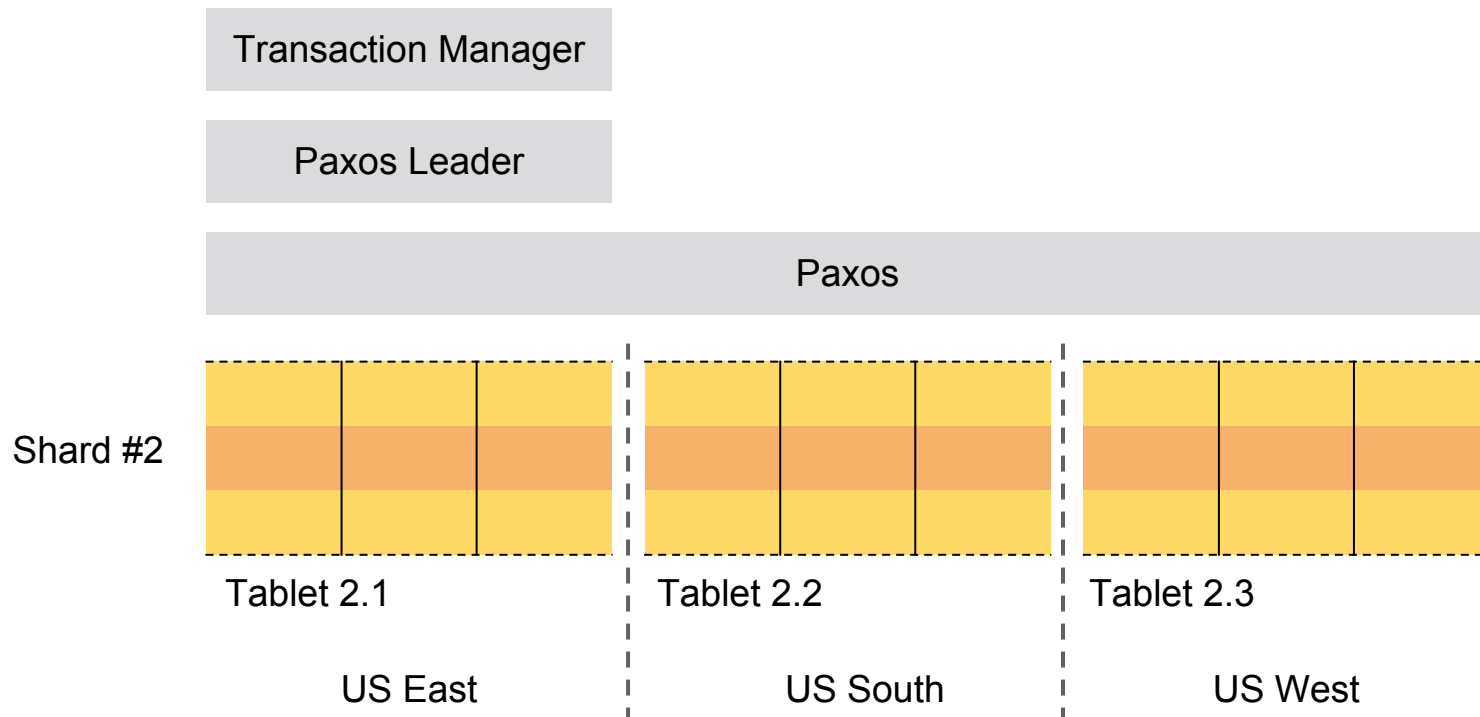 Transaction Manager
Paxos Leader
Paxos
Shard #2
Tablet 2.1
Tablet 2.2
Tablet 2.3
US East
US South
US West